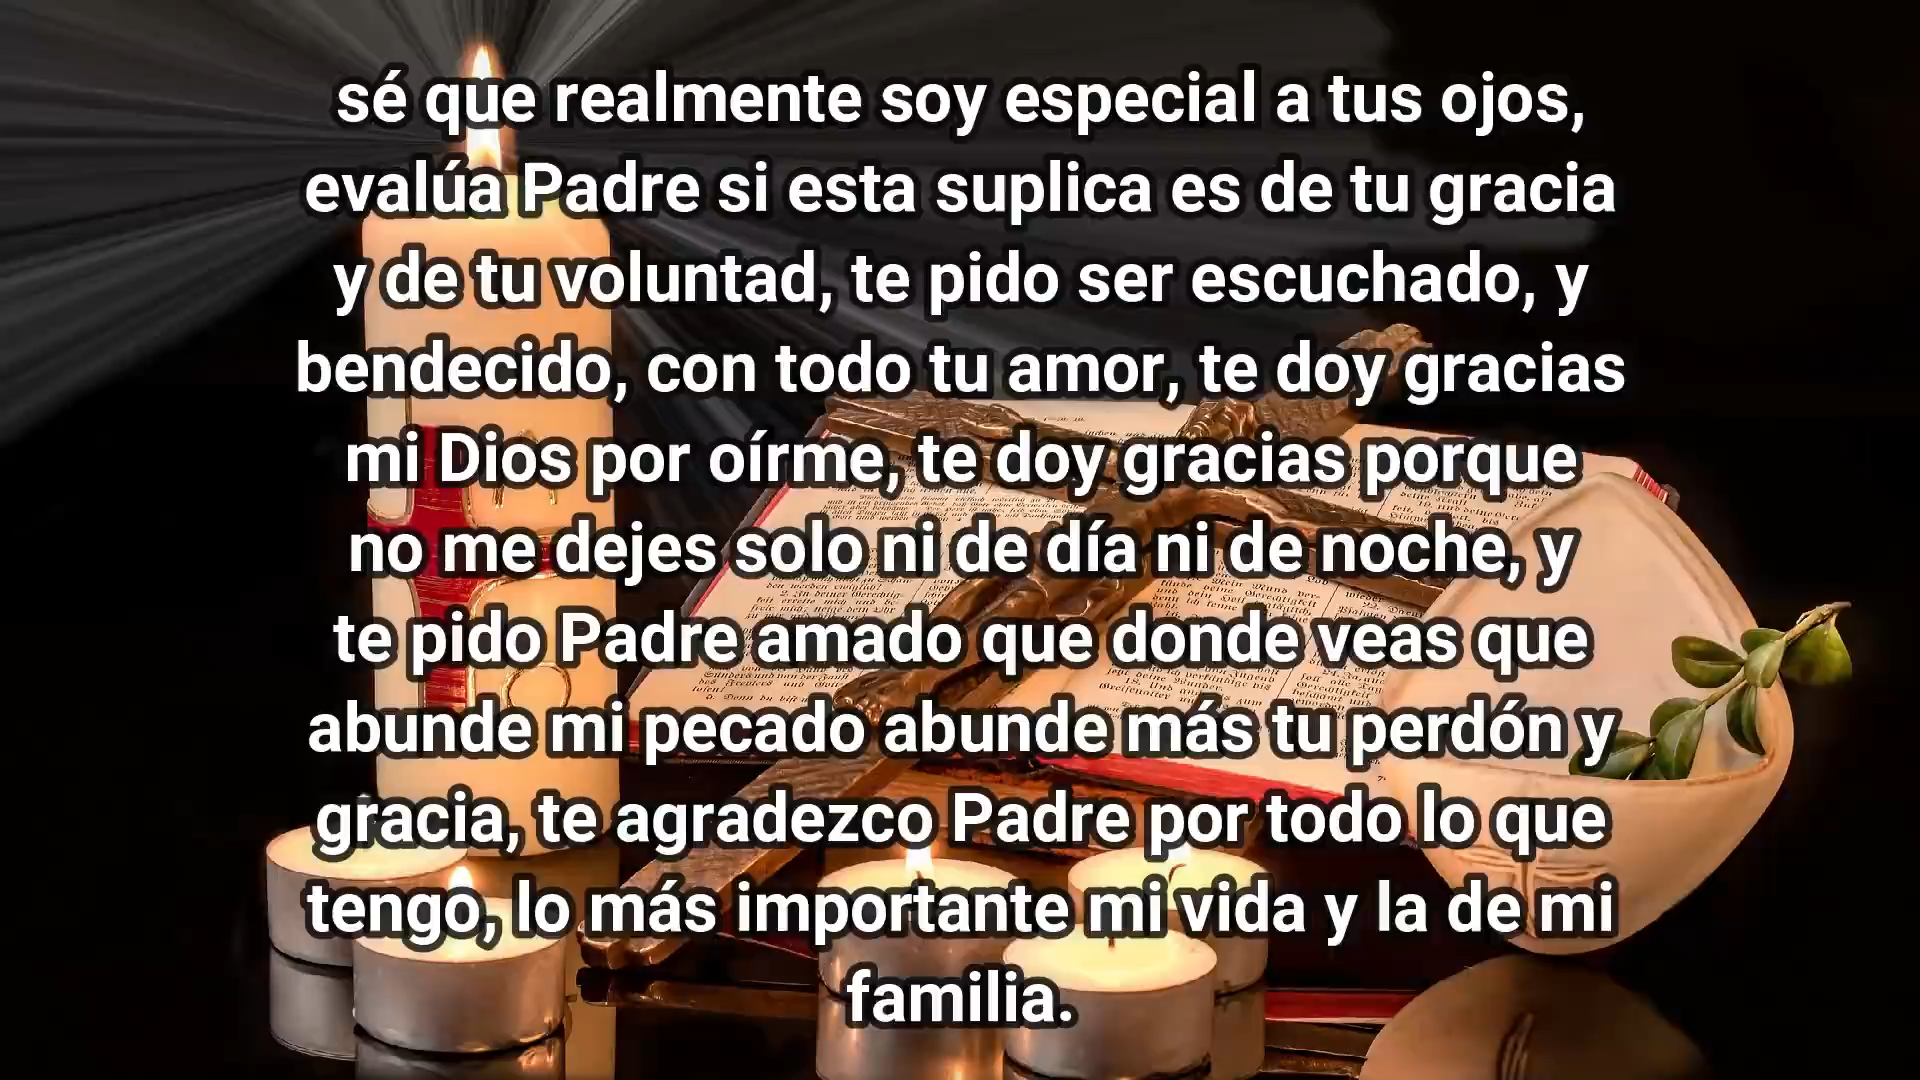 sé que realmente soy especial a tus ojos,
evalúa Padre si esta suplica es de tu gracia
y de tu voluntad, te pido ser escuchado, y
bendecido, con todo tu amor, te doy gracias
mi Dios por oírme, te doy gracias porque
no me dejes solo ni de día ni de noche, y
te pido Padre amado que donde veas que
abunde mi pecado abunde más tu perdón y
gracia, te agradezco Padre por todo lo que
tengo, lo más importante mi vida y la de mi
familia.